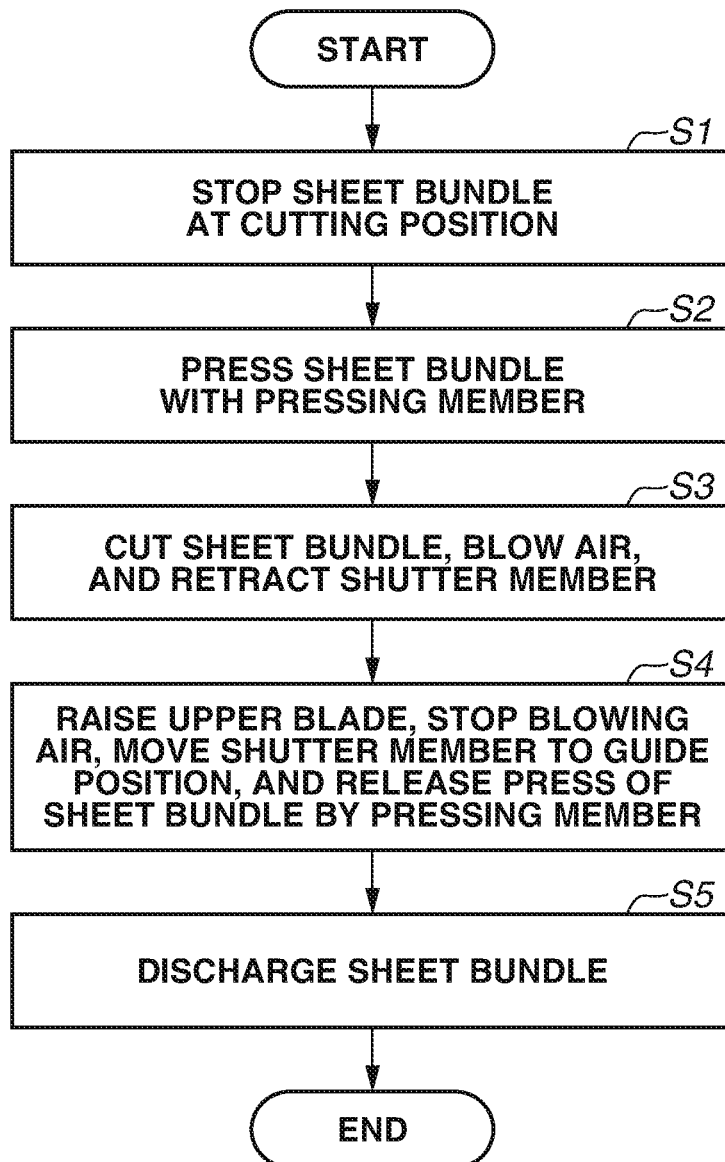 START
S1
STOP SHEET BUNDLE
AT CUTTING POSITION
S2
PRESS SHEET BUNDLE
WITH PRESSING MEMBER
S3
CUT SHEET BUNDLE, BLOW AIR,
AND RETRACT SHUTTER MEMBER
S4
RAISE UPPER BLADE, STOP BLOWING
AIR, MOVE SHUTTER MEMBER TO GUIDE
POSITION, AND RELEASE PRESS OF
SHEET BUNDLE BY PRESSING MEMBER
S5
DISCHARGE SHEET BUNDLE
END